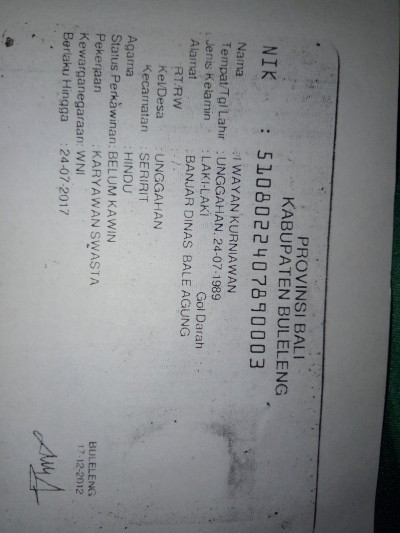 PROVINSI BALI
KABUPATEN BULELENG
NIK : 5108022407890003
Nama : I WAYAN KURNIAWAN
Tempat/Tgl Lahir : UNGGAHAN, 24-07-1989
Jenis Kelamin : LAKI-LAKI Gol Darah :
Alamat : BANJAR DINAS BALE AGUNG
RT/RW : /
Kel/Desa : UNGGAHAN
Kecamatan : SERIRIT
Agama : HINDU
Status Perkawinan: BELUM KAWIN
Pekerjaan : KARYAWAN SWASTA
Kewarganegaraan: WNI
Berlaku Hingga : 24-07-2017
BULELENG
17-12-2012